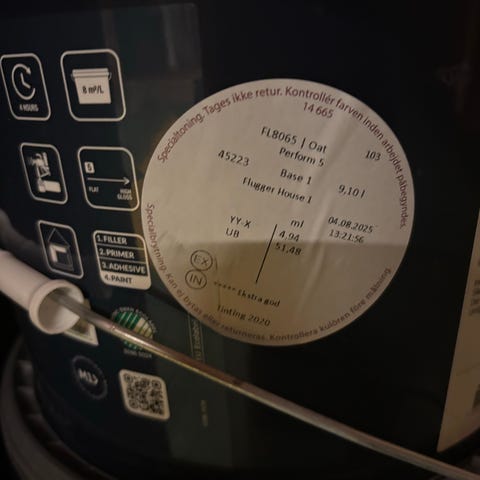 4 HOURS
8 m²/L
5
FLAT
HIGH
GLOSS
1. FILLER
2. PRIMER
3. ADHESIVE
4. PAINT
Specialtoning. Tages ikke retur. Kontrollér farven inden arbejdet påbegyndes.
14 665
FL8065 | Oat
103
Perform 5
45223
Base 1
9,10 l
Flugger House I
YY-X
UB
ml
4,94
51,48
04.08.2025
13:21:56
EX
IN
***** Ekstra god
Tinting 2020
Specialbrytning. Kan ej bytas eller returneras. Kontrollera kulören före målning.